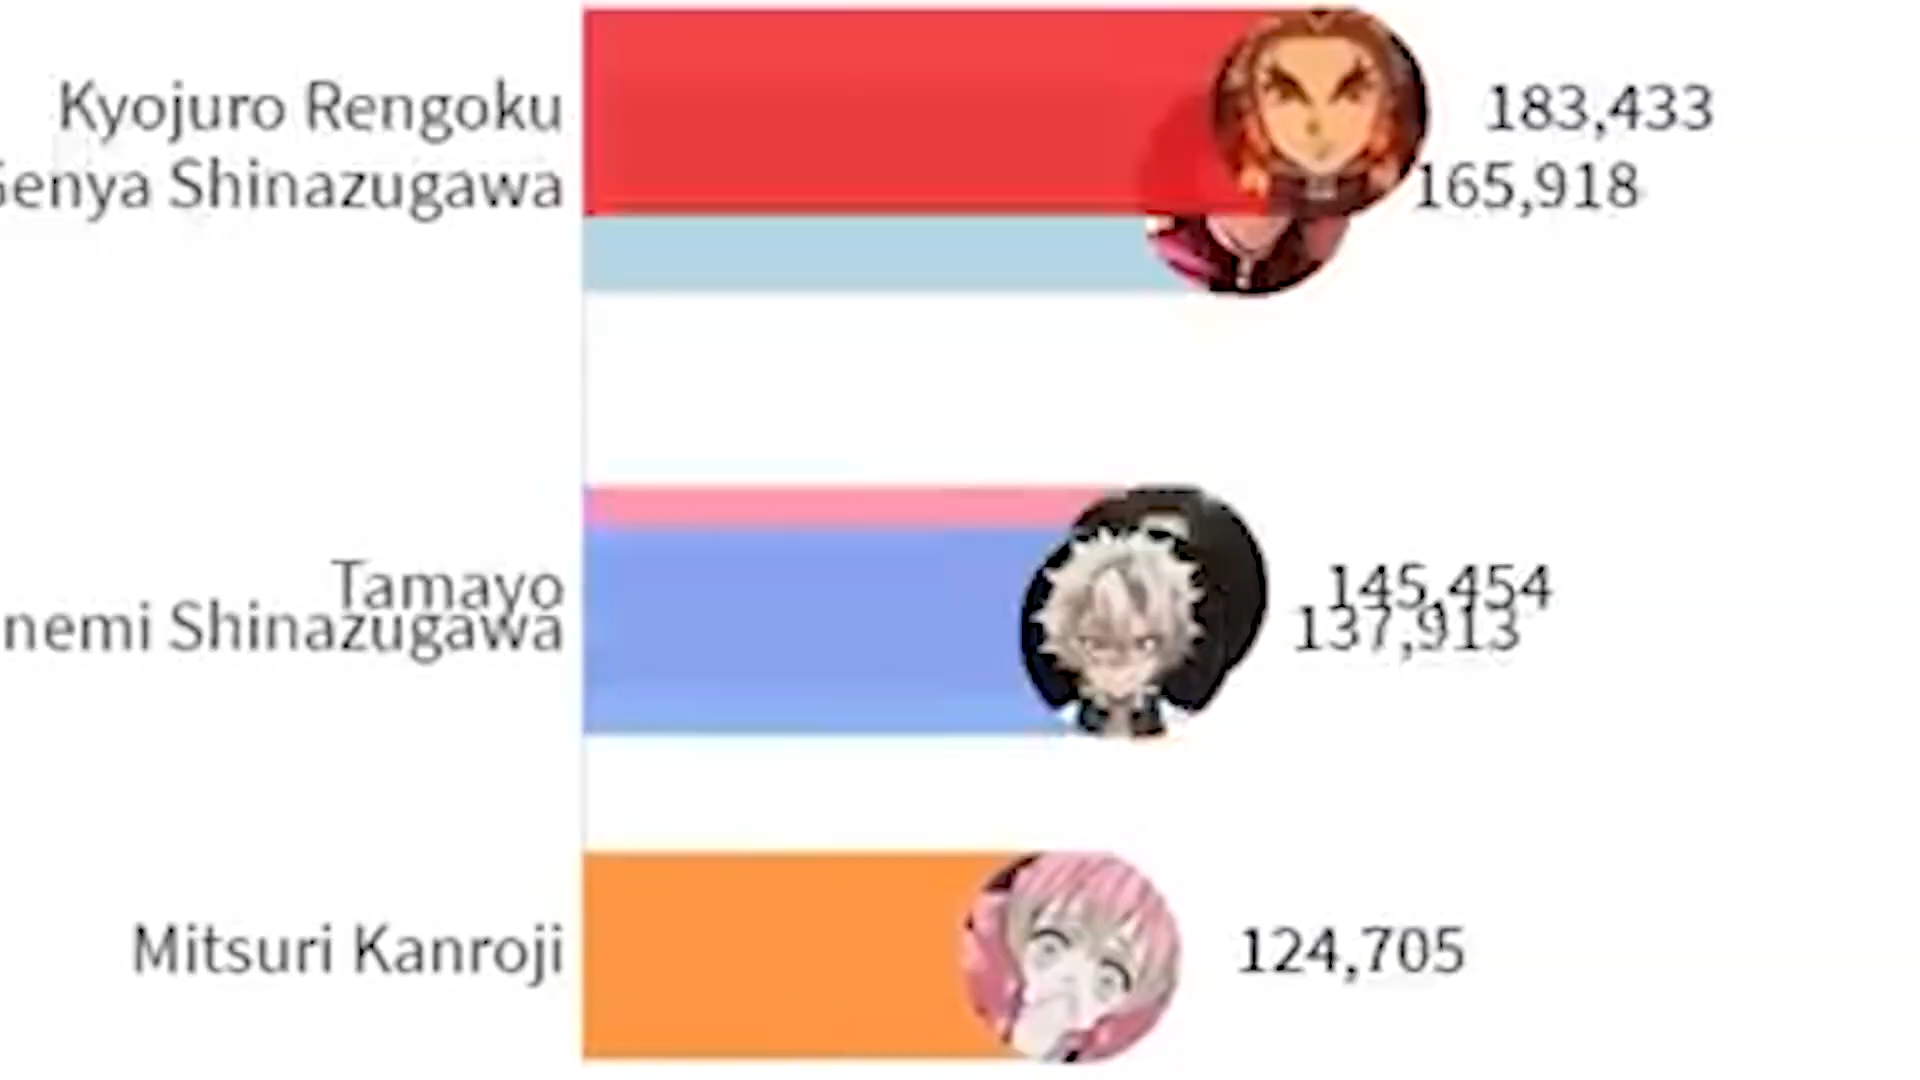 Kyojuro Rengoku 183,433
Genya Shinazugawa 165,918
Tamayo 145,454
nemi Shinazugawa 137,913
Mitsuri Kanroji 124,705